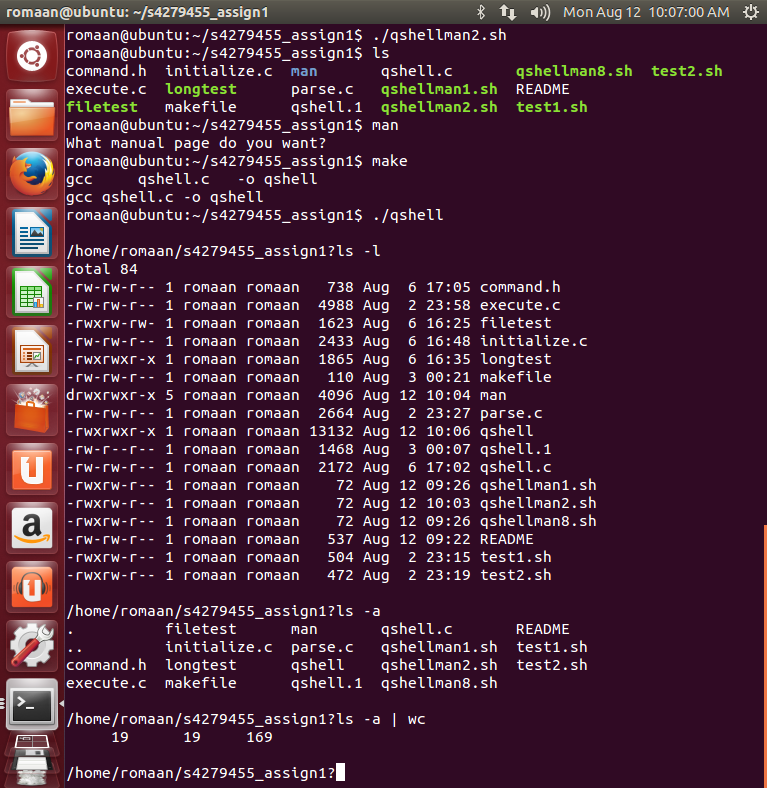 romaan@ubuntu: ~/s4279455_assign1 Mon Aug 12 10:07:00 AM
romaan@ubuntu:~/s4279455_assign1$ ./qshellman2.sh
romaan@ubuntu:~/s4279455_assign1$ ls
command.h  initialize.c  man       qshell.c       qshellman8.sh  test2.sh
execute.c  longtest      parse.c   qshellman1.sh  README
filetest   makefile      qshell.1  qshellman2.sh  test1.sh
romaan@ubuntu:~/s4279455_assign1$ man
What manual page do you want?
romaan@ubuntu:~/s4279455_assign1$ make
gcc     qshell.c   -o qshell
gcc qshell.c -o qshell
romaan@ubuntu:~/s4279455_assign1$ ./qshell
/home/romaan/s4279455_assign1?ls -l
total 84
-rw-rw-r-- 1 romaan romaan   738 Aug  6 17:05 command.h
-rw-rw-r-- 1 romaan romaan  4988 Aug  2 23:58 execute.c
-rwxrw-rw- 1 romaan romaan  1623 Aug  6 16:25 filetest
-rw-rw-r-- 1 romaan romaan  2433 Aug  6 16:48 initialize.c
-rwxrwxr-x 1 romaan romaan  1865 Aug  6 16:35 longtest
-rw-rw-r-- 1 romaan romaan   110 Aug  3 00:21 makefile
drwxrwxr-x 5 romaan romaan  4096 Aug 12 10:04 man
-rw-rw-r-- 1 romaan romaan  2664 Aug  2 23:27 parse.c
-rwxrwxr-x 1 romaan romaan 13132 Aug 12 10:06 qshell
-rw-r--r-- 1 romaan romaan  1468 Aug  3 00:07 qshell.1
-rw-rw-r-- 1 romaan romaan  2172 Aug  6 17:02 qshell.c
-rwxrw-r-- 1 romaan romaan    72 Aug 12 09:26 qshellman1.sh
-rwxrw-r-- 1 romaan romaan    72 Aug 12 10:03 qshellman2.sh
-rwxrw-r-- 1 romaan romaan    72 Aug 12 09:26 qshellman8.sh
-rw-rw-r-- 1 romaan romaan   537 Aug 12 09:22 README
-rwxrw-r-- 1 romaan romaan   504 Aug  2 23:15 test1.sh
-rwxrw-r-- 1 romaan romaan   472 Aug  2 23:19 test2.sh
/home/romaan/s4279455_assign1?ls -a
.          filetest      man       qshell.c       README
..         initialize.c  parse.c   qshellman1.sh  test1.sh
command.h  longtest      qshell    qshellman2.sh  test2.sh
execute.c  makefile      qshell.1  qshellman8.sh
/home/romaan/s4279455_assign1?ls -a | wc
     19      19     169
/home/romaan/s4279455_assign1?